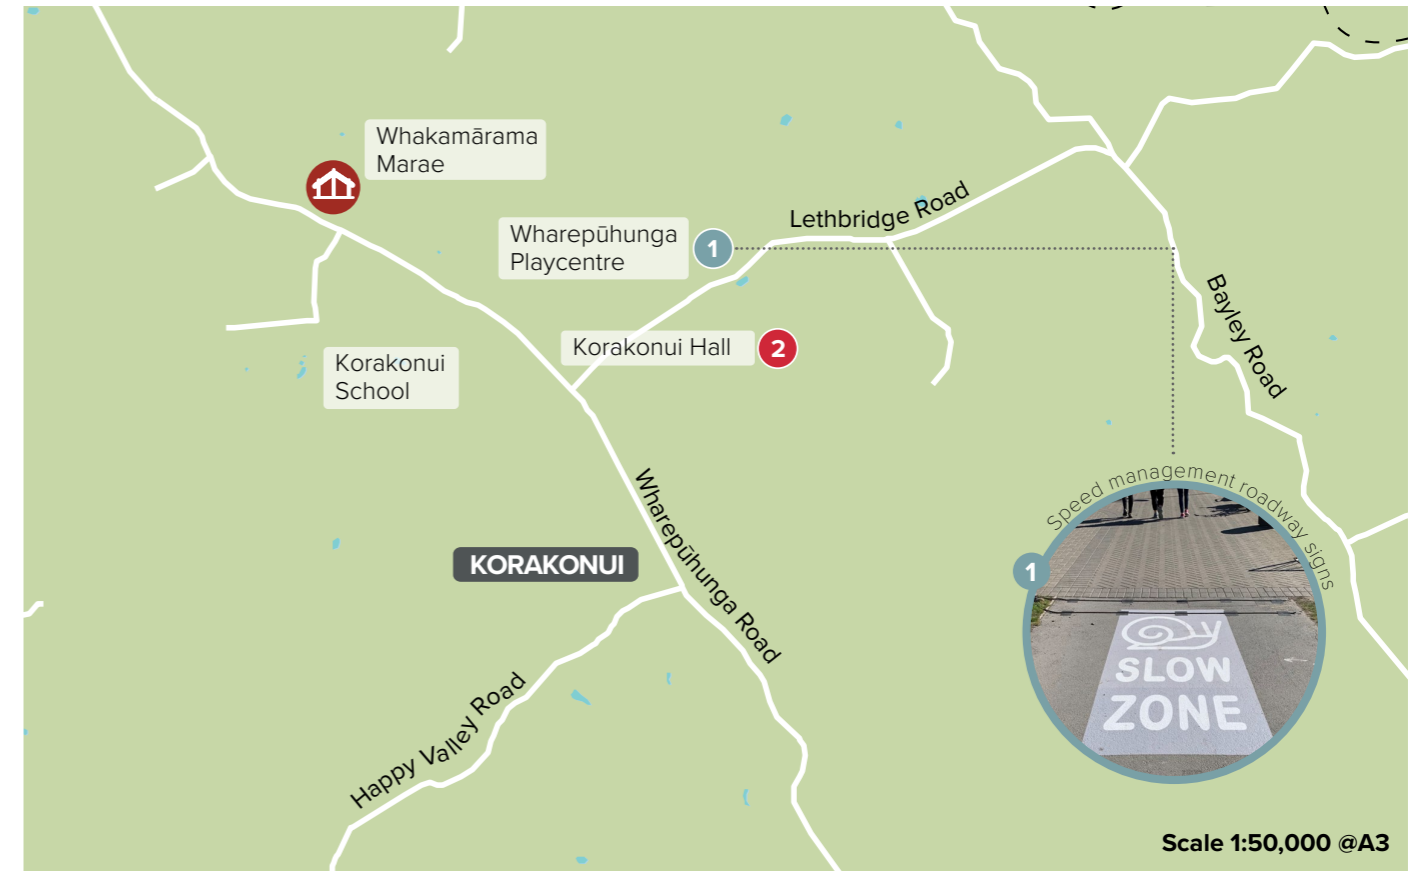 Whakamārama
Marae
Lethbridge Road
Wharepūhunga
Playcentre
1
Bayley Road
Korakonui Hall
2
Korakonui
School
Speed management roadway signs
Wharepūhunga Road
KORAKONUI
1
SLOW
ZONE
Happy Valley Road
Scale 1:50,000 @A3